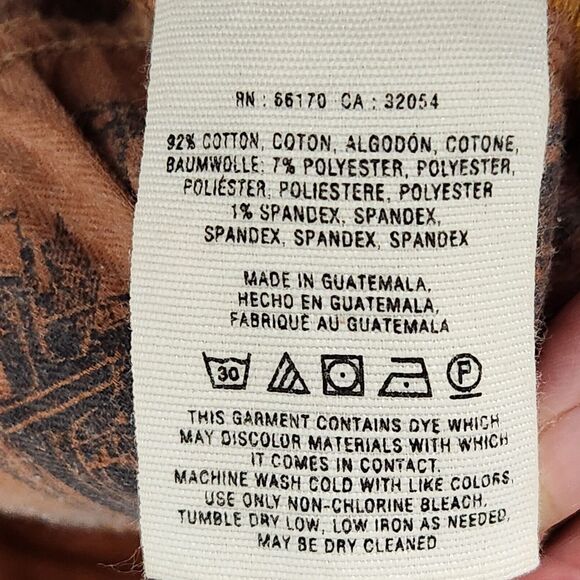 RN : 66170 CA : 32054
92% COTTON, COTON, ALGODÓN, COTONE,
BAUMWOLLE; 7% POLYESTER, POLYESTER,
POLIÉSTER, POLIESTERE, POLYESTER
1% SPANDEX, SPANDEX,
SPANDEX, SPANDEX, SPANDEX
MADE IN GUATEMALA,
HECHO EN GUATEMALA,
FABRIQUÉ AU GUATEMALA
30 P
THIS GARMENT CONTAINS DYE WHICH
MAY DISCOLOR MATERIALS WITH WHICH
IT COMES IN CONTACT.
MACHINE WASH COLD WITH LIKE COLORS,
USE ONLY NON-CHLORINE BLEACH,
TUMBLE DRY LOW, LOW IRON AS NEEDED,
MAY BE DRY CLEANED